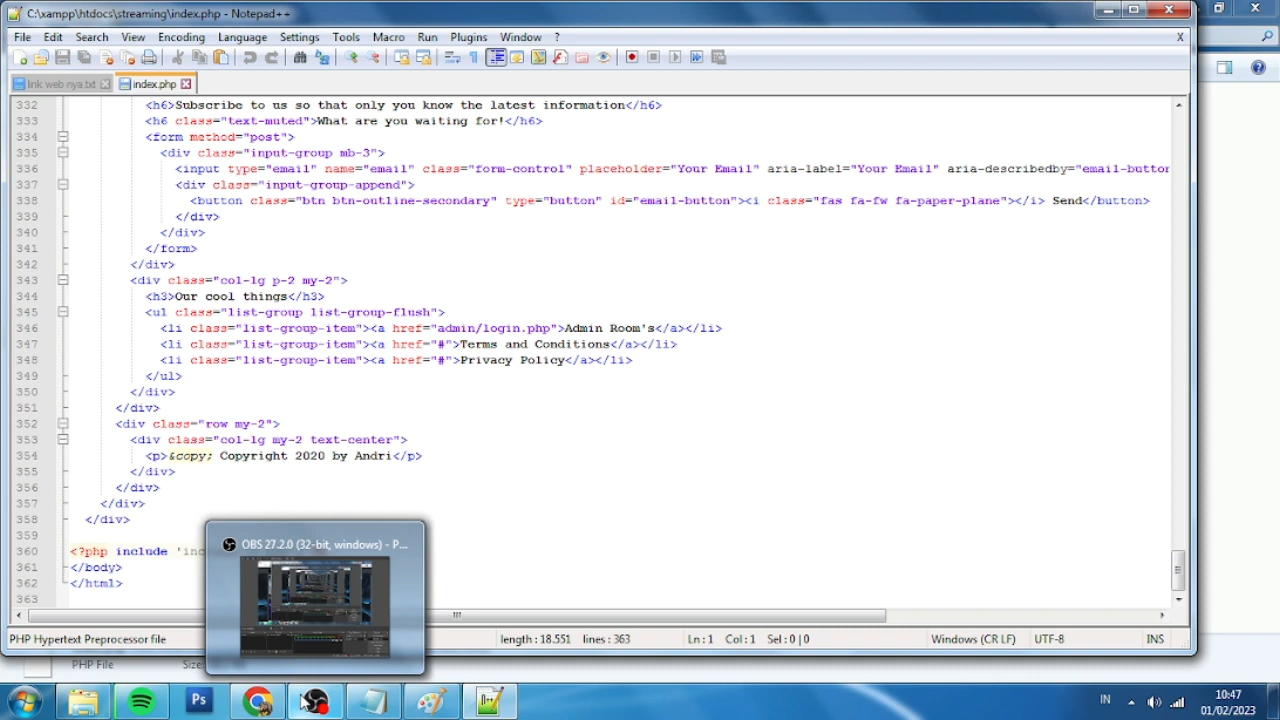 C:\xampp\htdocs\streaming\index.php - Notepad++
File Edit Search View Encoding Language Settings Tools Macro Run Plugins Window ? X
link web nya.txt index.php
332 <h6>Subscribe to us so that only you know the latest information</h6>
333 <h6 class="text-muted">What are you waiting for!</h6>
334 <form method="post">
335 <div class="input-group mb-3">
336 <input type="email" name="email" class="form-control" placeholder="Your Email" aria-label="Your Email" aria-describedby="email-button
337 <div class="input-group-append">
338 <button class="btn btn-outline-secondary" type="button" id="email-button"><i class="fas fa-fw fa-paper-plane"></i> Send</button>
339 </div>
340 </div>
341 </form>
342 </div>
343 <div class="col-lg p-2 my-2">
344 <h3>Our cool things</h3>
345 <ul class="list-group list-group-flush">
346 <li class="list-group-item"><a href="admin/login.php">Admin Room's</a></li>
347 <li class="list-group-item"><a href="#">Terms and Conditions</a></li>
348 <li class="list-group-item"><a href="#">Privacy Policy</a></li>
349 </ul>
350 </div>
351 </div>
352 <div class="row my-2">
353 <div class="col-lg my-2 text-center">
354 <p>&copy; Copyright 2020 by Andri</p>
355 </div>
356 </div>
357 </div>
358 </div>
359
360 <?php include 'inc
361 </body>
362 </html>
363
OBS 27.2.0 (32-bit, windows) - P...
PHP Hypertext Preprocessor file length : 18.551 lines : 363 Ln : 1 Col : 1 Sel : 0 | 0 Windows (CR LF) UTF-8 INS
PHP File Size:
Ps IN 10:47
01/02/2023